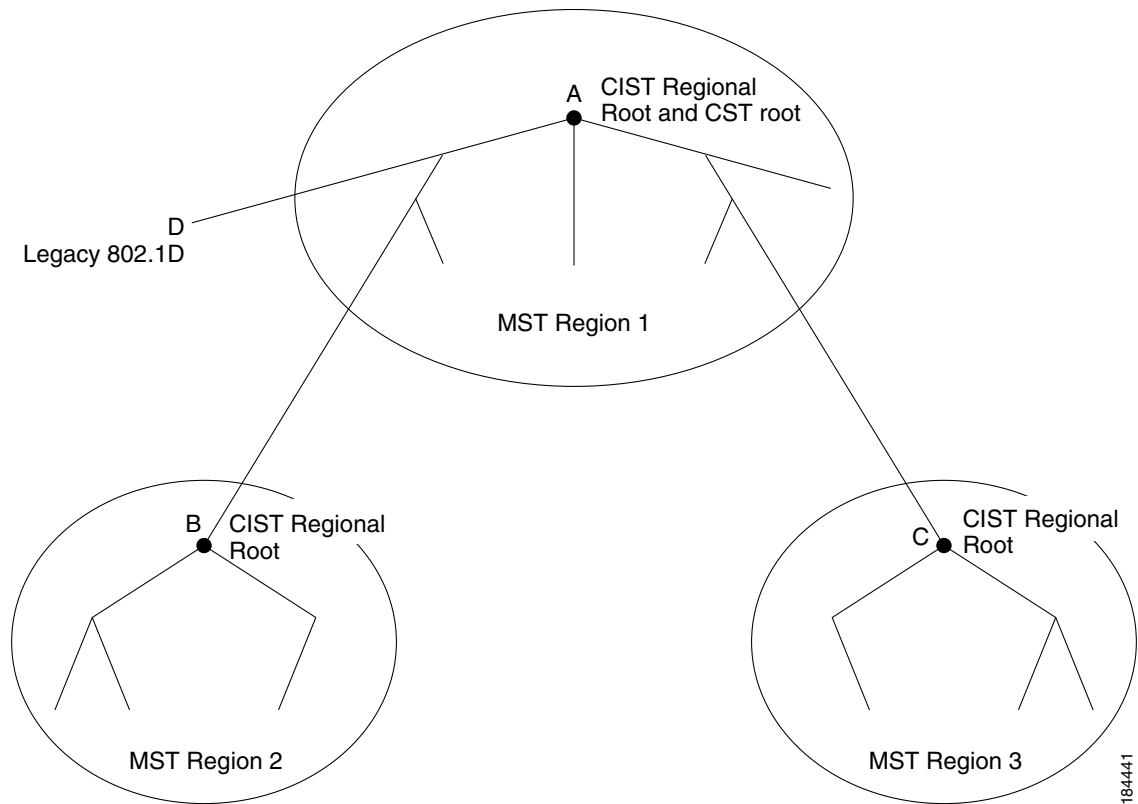 A
CIST Regional
Root and CST root
D
Legacy 802.1D
MST Region 1
B
CIST Regional
Root
C
CIST Regional
Root
MST Region 2
MST Region 3
184441